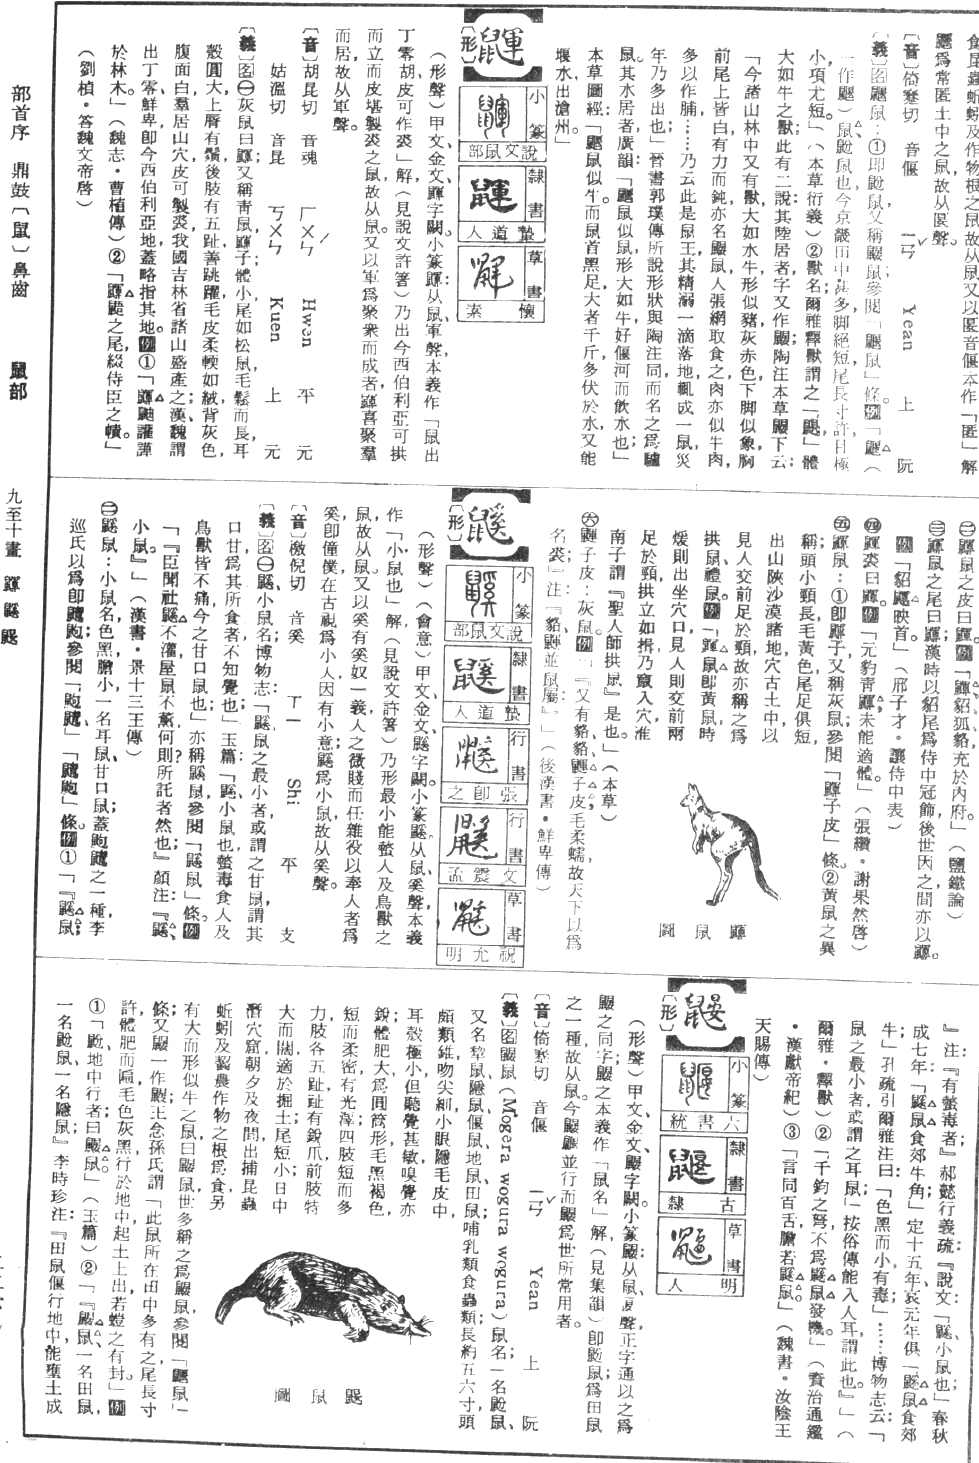 食昆蟲蚯蚓及作物根之鼠故从鼠又以匽音偃本作「匿」解
鼴爲常匿土中之鼠故从匽聲。
〔音〕倚蹇切　音偃　ㄧㄢˇ　Yean　上　阮
〔義〕名鼴鼠：①即鼢鼠又稱鼹鼠參閱「鼹鼠」條。例「鼴（
一作鼹）鼠鼢鼠也今京畿田中甚多脚絕短尾長寸許目極
小項尤短。」（本草衍義）②獸名爾雅釋獸謂之「鼳」體
大如牛之獸；此有二說其陸居者字又作鼹陶注本草鼹下云：
「今諸山林中又有獸大如水牛形似豬灰赤色下脚似象胸
前尾上皆白有力而鈍亦名鼹鼠人張網取食之肉亦似牛肉，
多以作脯……乃云此是鼠王其精溺一滴落地輒成一鼠災
年乃多出也」晉書郭璞傳所說形狀與陶注同而名之爲驢
鼠。其水居者廣韻：「鼴鼠似鼠形大如牛好偃河而飲水也」
本草圖經：「鼴鼠似牛而鼠首黑足大者千斤多伏於水又能
堰水出滄州。」
鼲
〔形〕
小篆　說文鼠部
隸書　蟄道人
草書　懷素
（形聲）甲文金文鼲字闕。小篆鼲从鼠軍聲本義作「鼠出
丁零胡皮可作裘」解（見說文許著）乃出今西伯利亞可拱
而立而皮堪製裘之鼠故从鼠。又以軍爲聚衆而成者鼲喜聚羣
而居故从軍聲。
〔音〕胡昆切　音魂　ㄏㄨㄣˊ　Hwen　平　元
姑溫切　音昆　ㄎㄨㄣ　Kuen　上　元
〔義〕名㊀灰鼠曰鼲；又稱青鼠鼲子體小尾如松鼠毛鬆而長耳
殼圓大上脣有鬚後肢有五趾善跳躍毛皮柔輭如絨背灰色，
腹面白羣居山穴皮可製裘我國吉林省諸山盛產之；漢魏謂
出丁零鮮卑即今西伯利亞地蓋略指其地。例①「鼲鼬讙譁
於林木」（魏志・曹植傳）②「鼲貂之尾綴侍臣之幘」
（劉楨・答魏文帝啓）
㊁鼲鼠之皮曰鼲。例「鼲貂狐貉充於內府。」（鹽鐵論）
㊂鼲鼠之尾曰鼲；漢時以貂尾爲侍中冠飾後世因之間亦以鼲。
例「貂鼲映首。」（邢子才・讓侍中表）
㊃鼲裘曰鼲。例「元豹青鼲未能適體。」（張纘・謝果然啓）
㊄鼲鼠：①即鼲子又稱灰鼠參閱「鼲子皮」條。②黃鼠之異
稱；頭小頸長毛黃色尾足俱短，
出山陝沙漠諸地穴古土中以
見人交前足於頸故亦稱之爲
拱鼠禮鼠。例「鼲鼠即黃鼠時
煖則出坐穴口見人則交前兩
足於頸拱立如揖乃竄入穴淮
南子謂『聖人師拱鼠』是也。」（本草）
㊅鼲子皮：灰鼠。例「『又有貂貉鼲子皮毛柔蠕故天下以爲
名裘』注：『貂鼲並鼠屬』」（後漢書・鮮卑傳）
鼲鼠圖
鼷
〔形〕
小篆　說文鼠部
隸書　蟄道人
行書　張即之
行書　文震孟
草書　祝允明
（形聲）（會意）甲文金文鼷字闕。小篆鼷从鼠奚聲本義
作「小鼠也」解（見說文許著）乃形最小能螫人及鳥獸之
鼠故从鼠又以奚有奚奴一義人之微賤而任雜役以奉人者爲
奚即僮僕在古視爲小人因有小意鼷爲小鼠故从奚聲。
〔音〕檄倪切　音奚　ㄒㄧ　Shi　平　支
〔義〕名㊀鼷小鼠名博物志：「鼷鼠之最小者或謂之甘鼠謂其
口甘爲其所食者不知覺也」玉篇「鼷小鼠也螫毒食人及
鳥獸皆不痛今之甘口鼠也」亦稱鼷鼠參閱「鼷鼠」條。例
「『臣聞社鼷不灌屋鼠不薰何則？所託者然也』顏注：『鼷、
小鼠。』」（漢書・景十三王傳）
㊁鼷鼠：小鼠名色黑膽小一名耳鼠甘口鼠；蓋鼩鼱之一種李
巡氏以爲即鼱鼩參閱「鼩鼱」「鼱鼩」條。例①「『鼷鼠
』注：『有螫毒者』郝懿行義疏：『說文「鼷小鼠也」春秋
成七年：「鼷鼠食郊牛角」定十五年哀元年俱「鼷鼠食郊
牛」孔疏引爾雅注曰：「色黑而小有毒」……博物志云：「
鼠之最小者或謂之耳鼠」按俗傳能入人耳謂此也。』」（
爾雅・釋獸）②「千鈞之弩不爲鼷鼠發機。」（資治通鑑
・漢獻帝紀）③「言同百舌膽若鼷鼠」（魏書・汝陰王
天賜傳）
鼹
〔形〕
小篆　六書統
隸書　古隸
草書　明人
（形聲）甲文金文鼹字闕小篆鼹从鼠晏聲正字通以之爲
鼴之同字鼹之本義作「鼠名」解（見集韻）即鼢鼠爲田鼠
之一種故从鼠。今鼹鼴並行而鼹爲世所常用者。
〔音〕倚蹇切　音偃　ㄧㄢˇ　Yean　上　阮
〔義〕名鼹鼠（Mogera wogura wogura）鼠名一名鼢鼠、
又名犂鼠隱鼠偃鼠地鼠田鼠；哺乳類食蟲類長約五六寸頭
頗類錐吻尖細小眼隱毛皮中，
耳殼極小但聽覺甚敏嗅覺亦
銳體肥大爲圓筒形毛黑褐色，
短而柔密有光澤四肢短而多
力肢各五趾趾有銳爪前肢特
大而闊適於掘土尾短小日中
潛穴窟朝夕及夜間出捕昆蟲
蚯蚓及齧農作物之根爲食另
有大而形似牛之鼠曰鼹鼠世多稱之爲鼹鼠參閱「鼴鼠」
條；又鼹一作鼴王念孫氏謂「此鼠所在田中多有之尾長寸
許體肥而扁毛色灰黑行於地中起土上出若螘之有封」例
①「鼢地中行者曰鼹鼠」（玉篇）②「『鼹鼠一名田鼠，
一名鼢鼠、一名隱鼠』李時珍注：『田鼠偃行地中能壅土成
鼹鼠圖
部首序　鼎鼓〔鼠〕鼻齒　鼠部　九至十畫　鼲鼷鼹